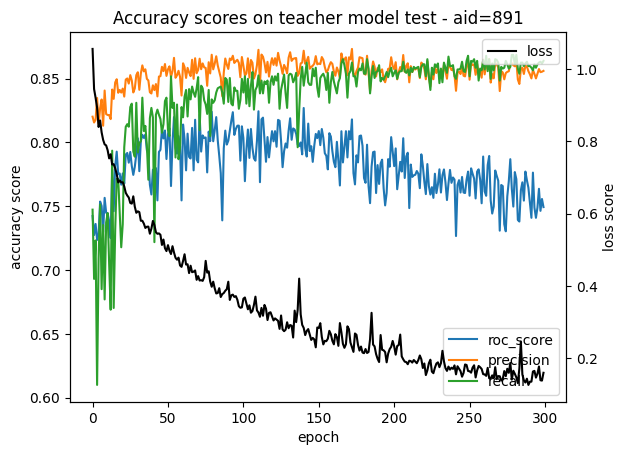 Accuracy scores on teacher model test - aid=891
loss
1.0
0.8
0.6
0.4
0.2
loss score
0.85
0.80
0.75
0.70
0.65
0.60
accuracy score
roc_score
precision
recall
0
50
100
150
200
250
300
epoch